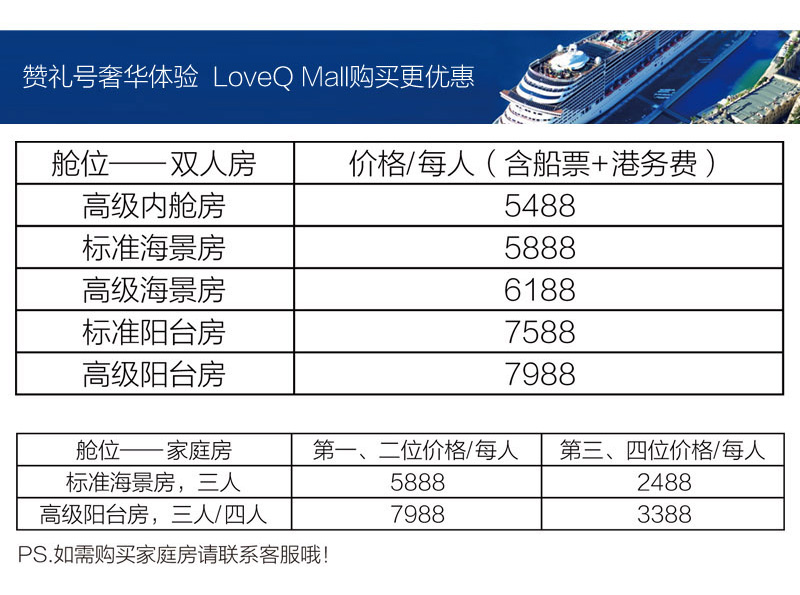 赞礼号奢华体验 LoveQ Mall购买更优惠
舱位——双人房 价格/每人（含船票+港务费）
高级内舱房 5488
标准海景房 5888
高级海景房 6188
标准阳台房 7588
高级阳台房 7988
舱位——家庭房 第一、二位价格/每人 第三、四位价格/每人
标准海景房，三人 5888 2488
高级阳台房，三人/四人 7988 3388
PS.如需购买家庭房请联系客服哦！